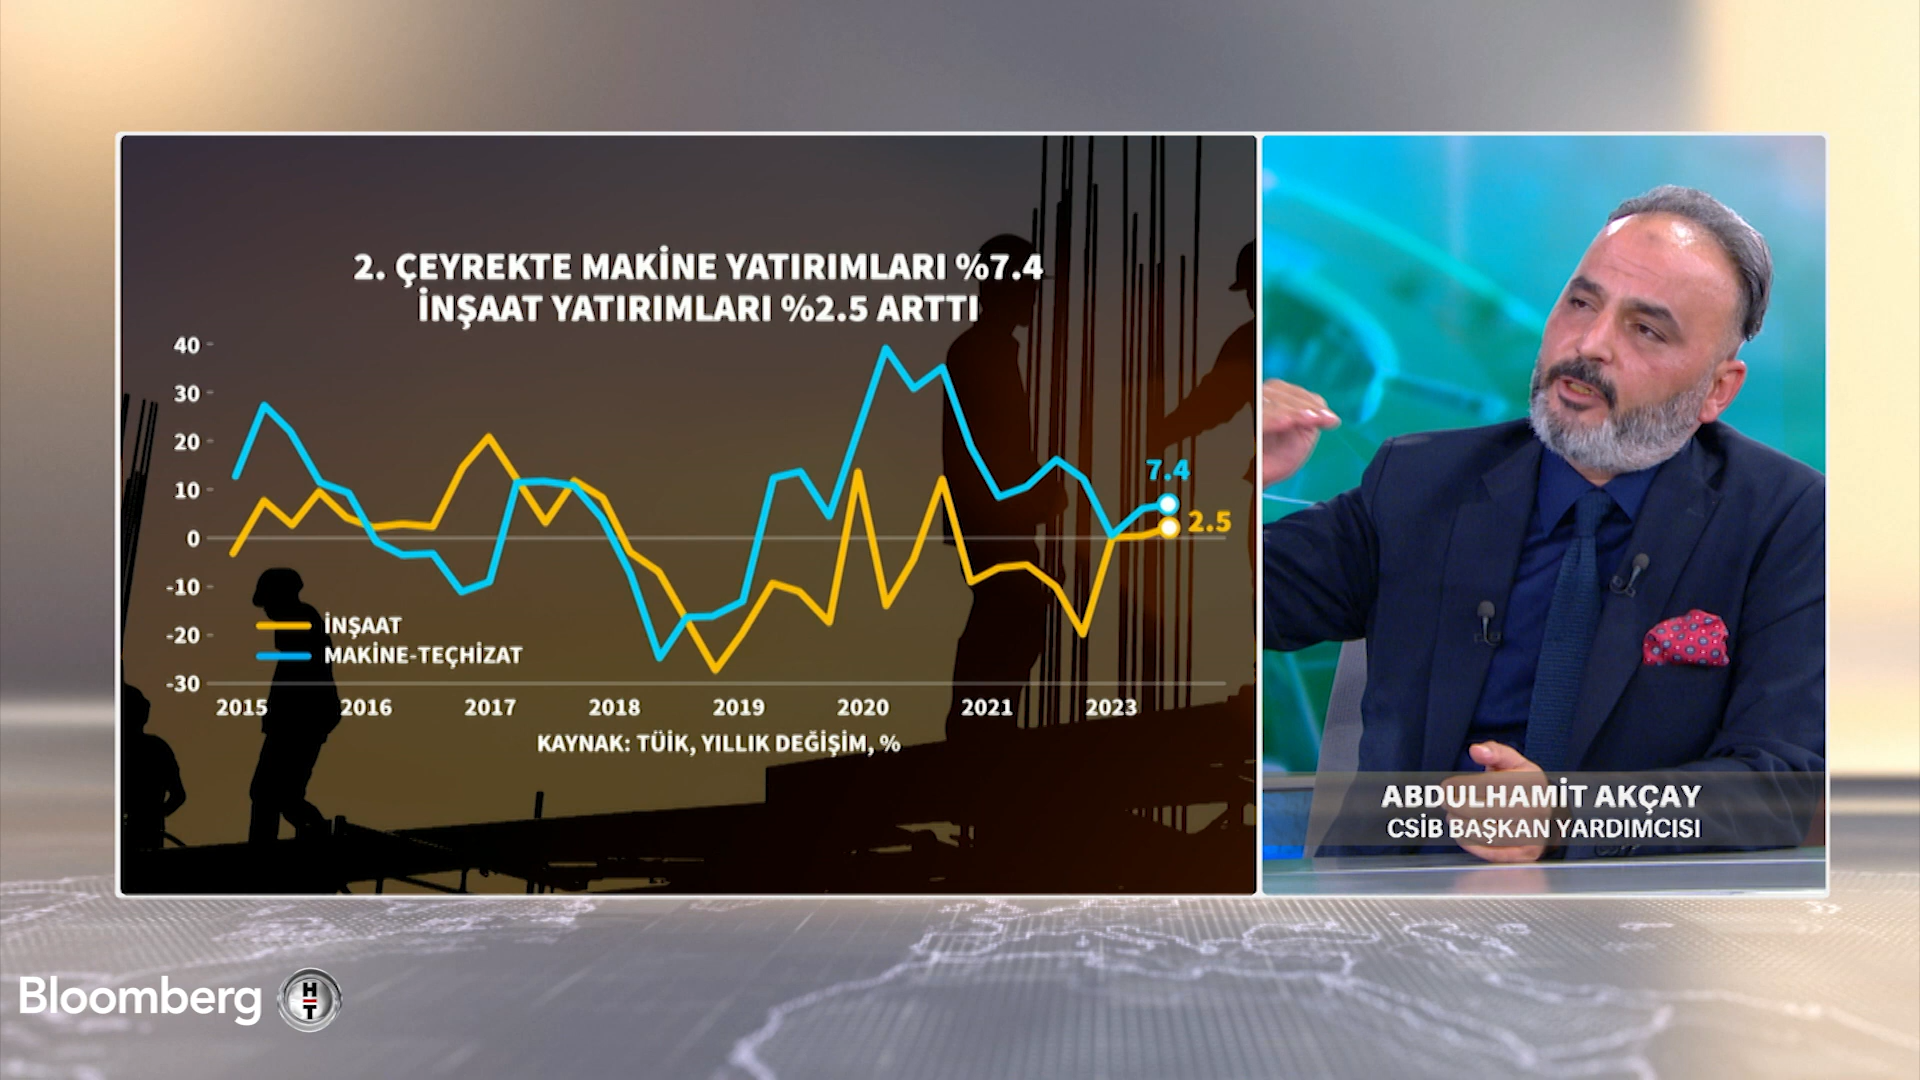 2. ÇEYREKTE MAKİNE YATIRIMLARI %7.4
İNŞAAT YATIRIMLARI %2.5 ARTTI
40
30
20
10
0
-10
-20
-30
7.4
2.5
İNŞAAT
MAKİNE-TEÇHİZAT
2015 2016 2017 2018 2019 2020 2021 2023
KAYNAK: TÜİK, YILLIK DEĞİŞİM, %
ABDULHAMİT AKÇAY
CSİB BAŞKAN YARDIMCISI
Bloomberg HT